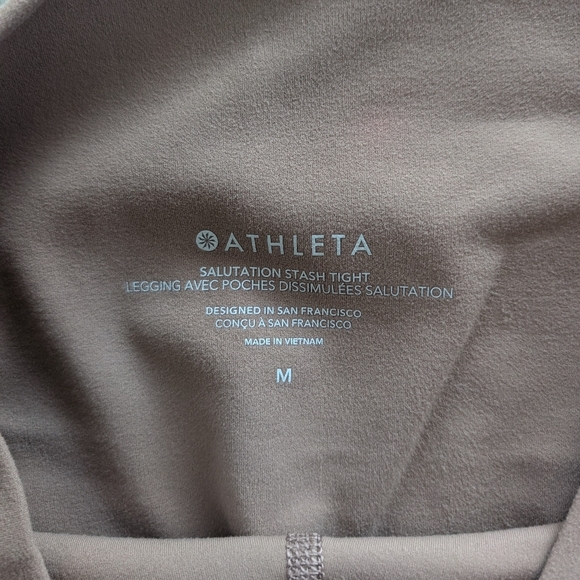 ATHLETA
SALUTATION STASH TIGHT
LEGGING AVEC POCHES DISSIMULÉES SALUTATION
DESIGNED IN SAN FRANCISCO
CONÇU À SAN FRANCISCO
MADE IN VIETNAM
M